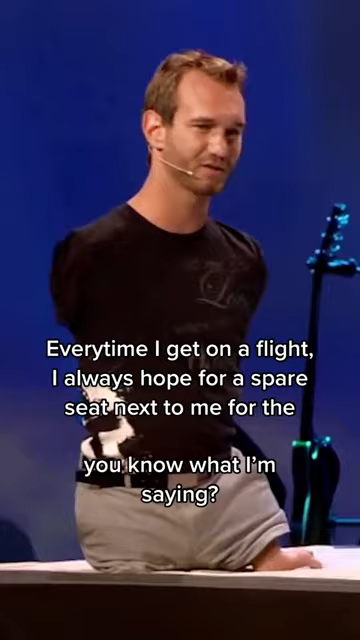 Everytime I get on a flight,
I always hope for a spare
seat next to me for the
you know what I'm
saying?